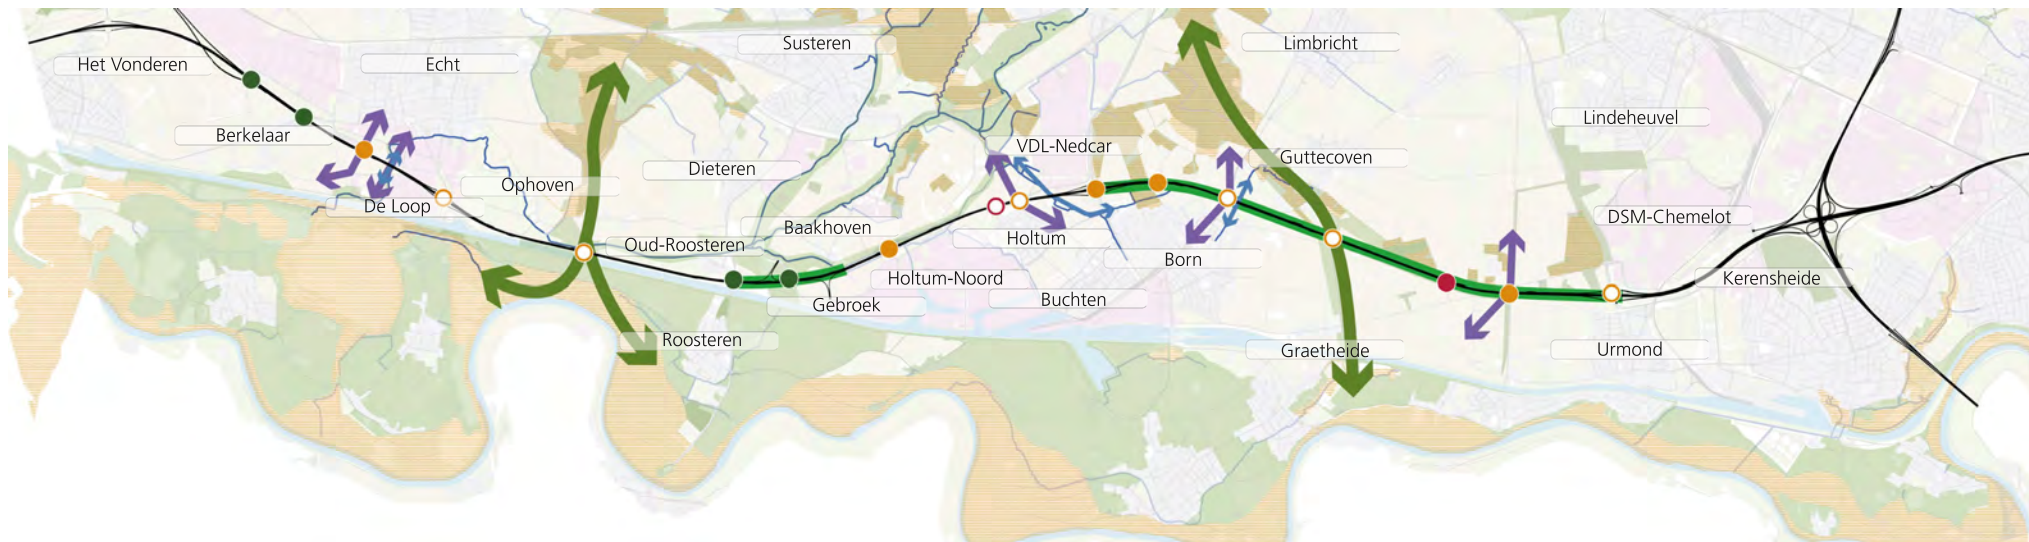 Het Vonderen
Echt
Susteren
Limbricht
Berkelaar
Lindeheuvel
VDL-Nedcar
Guttecoven
Dieteren
Ophoven
De Loop
DSM-Chemelot
Baakhoven
Oud-Roosteren
Holtum
Born
Holtum-Noord
Kerensheide
Gebroek
Buchten
Roosteren
Graetheide
Urmond